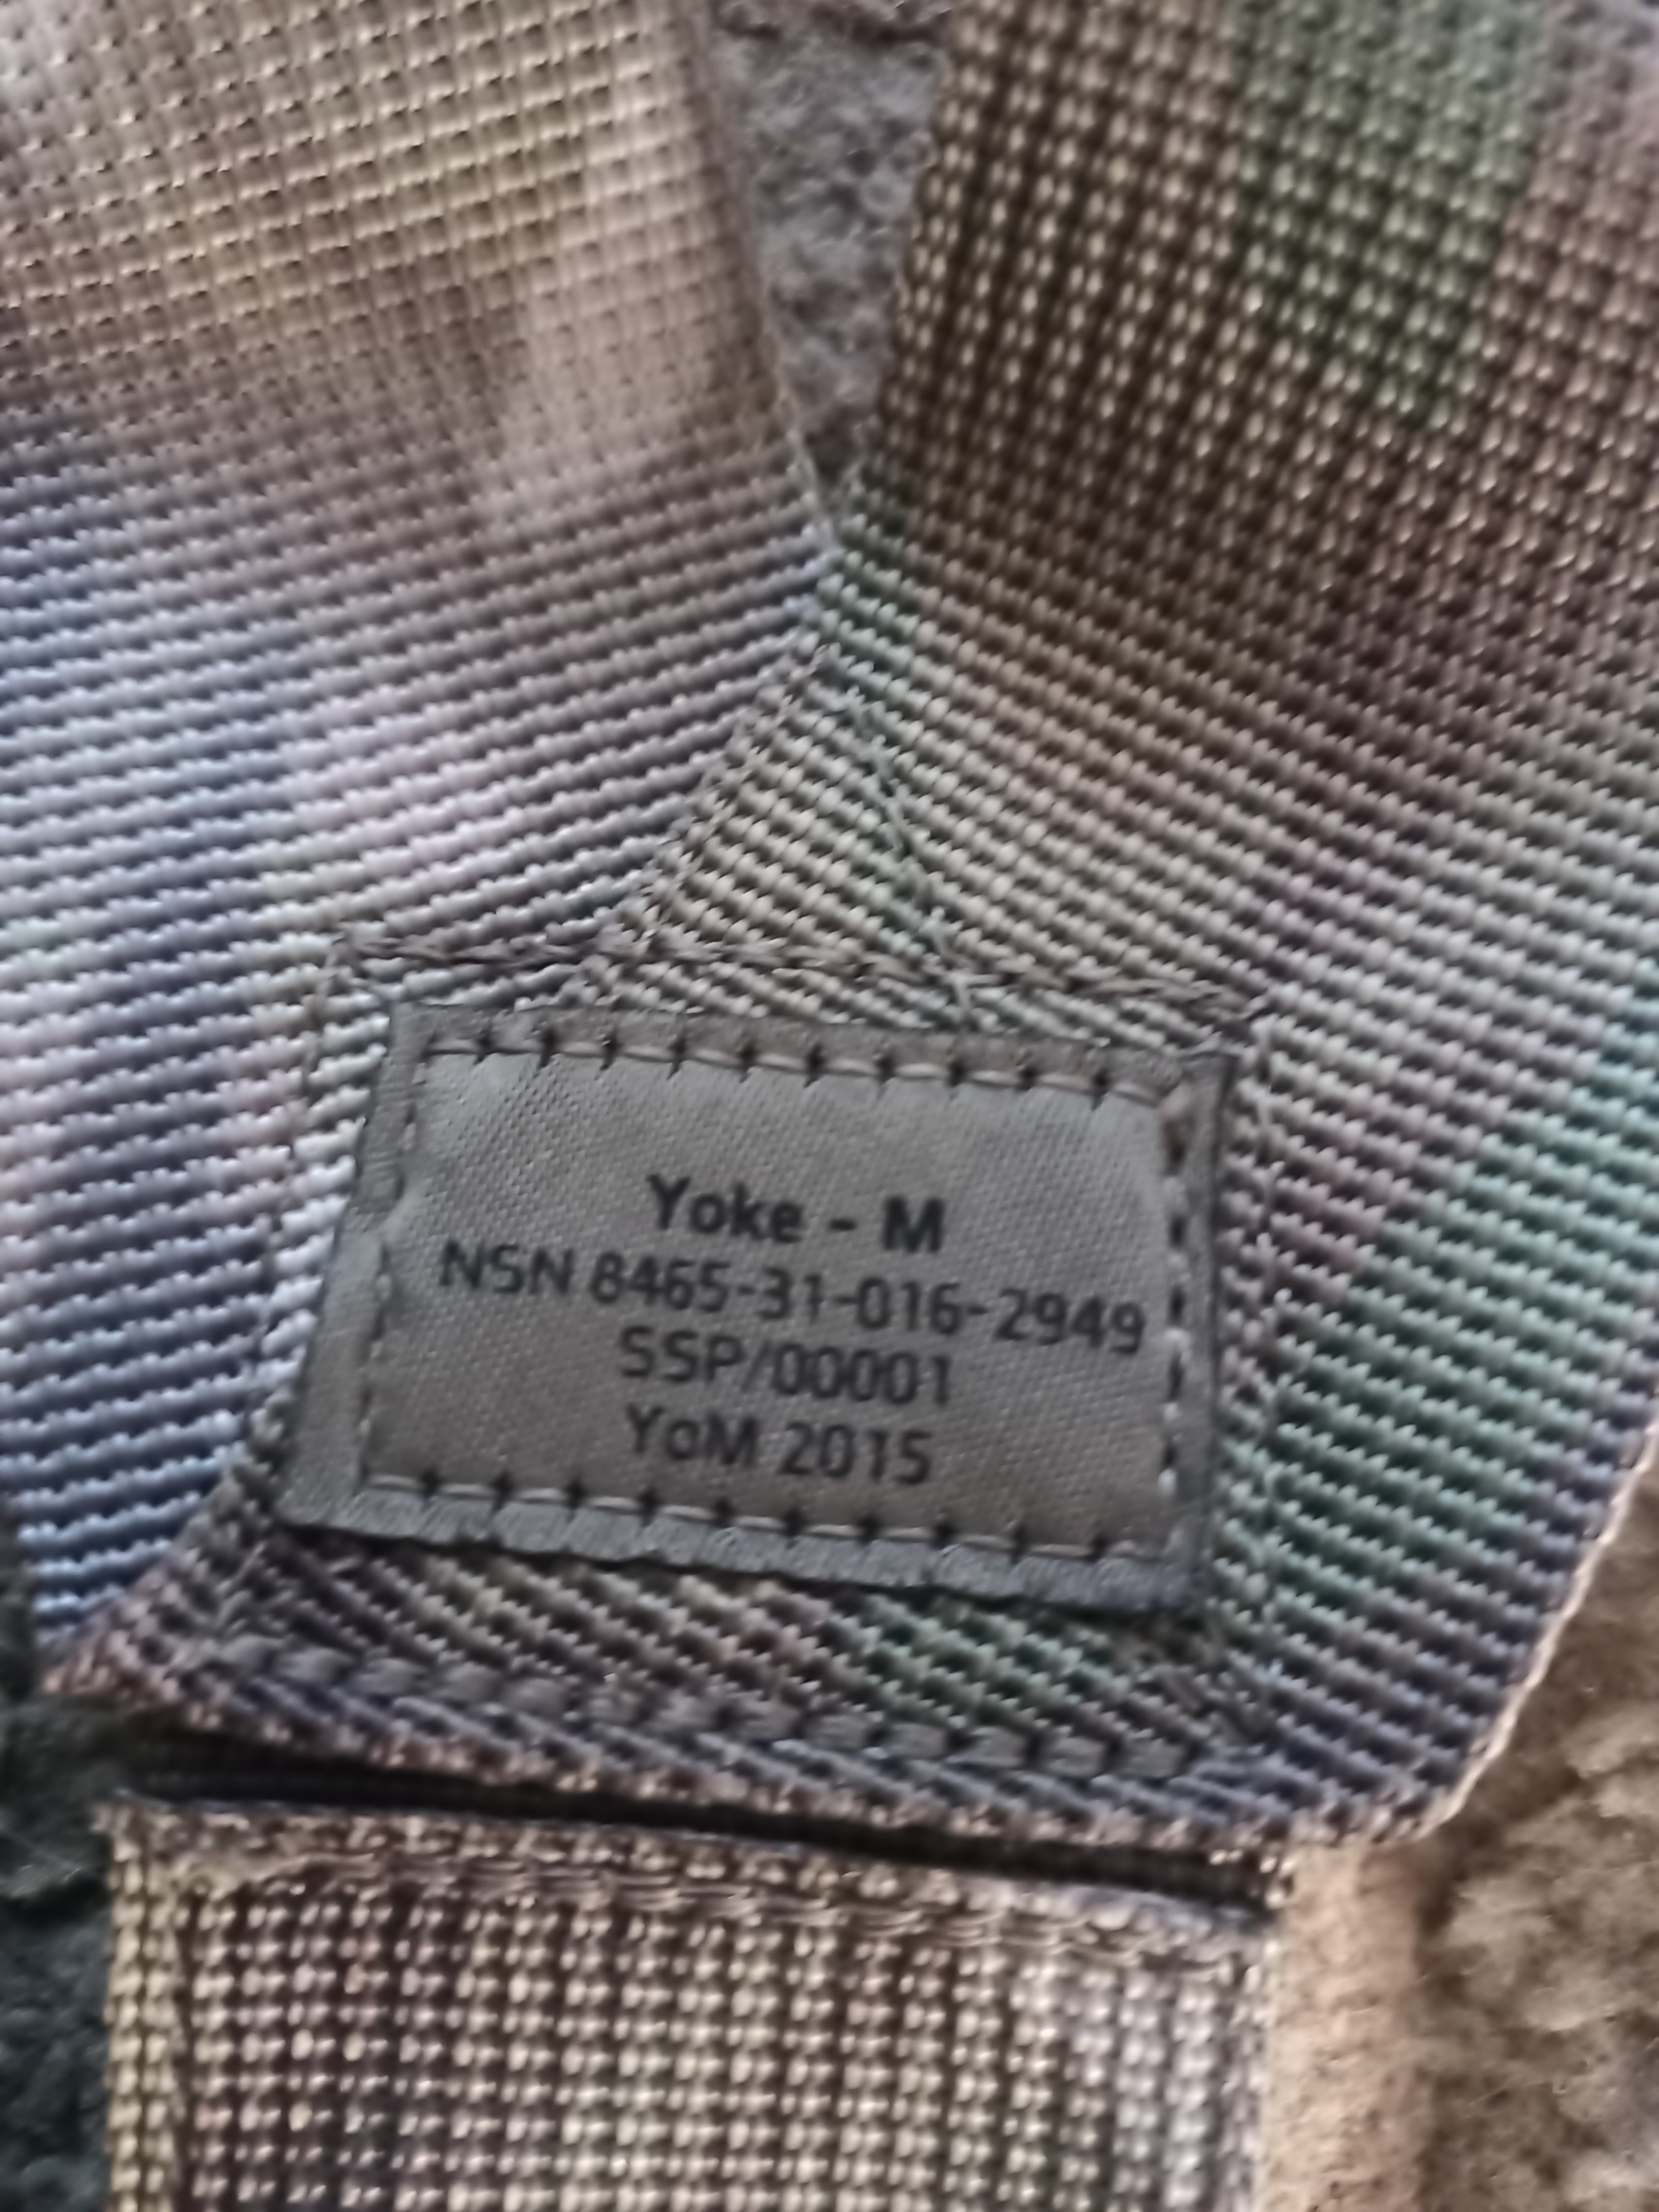 Yoke - M
NSN 8465-31-016-2949
SSP/00001
YoM 2015